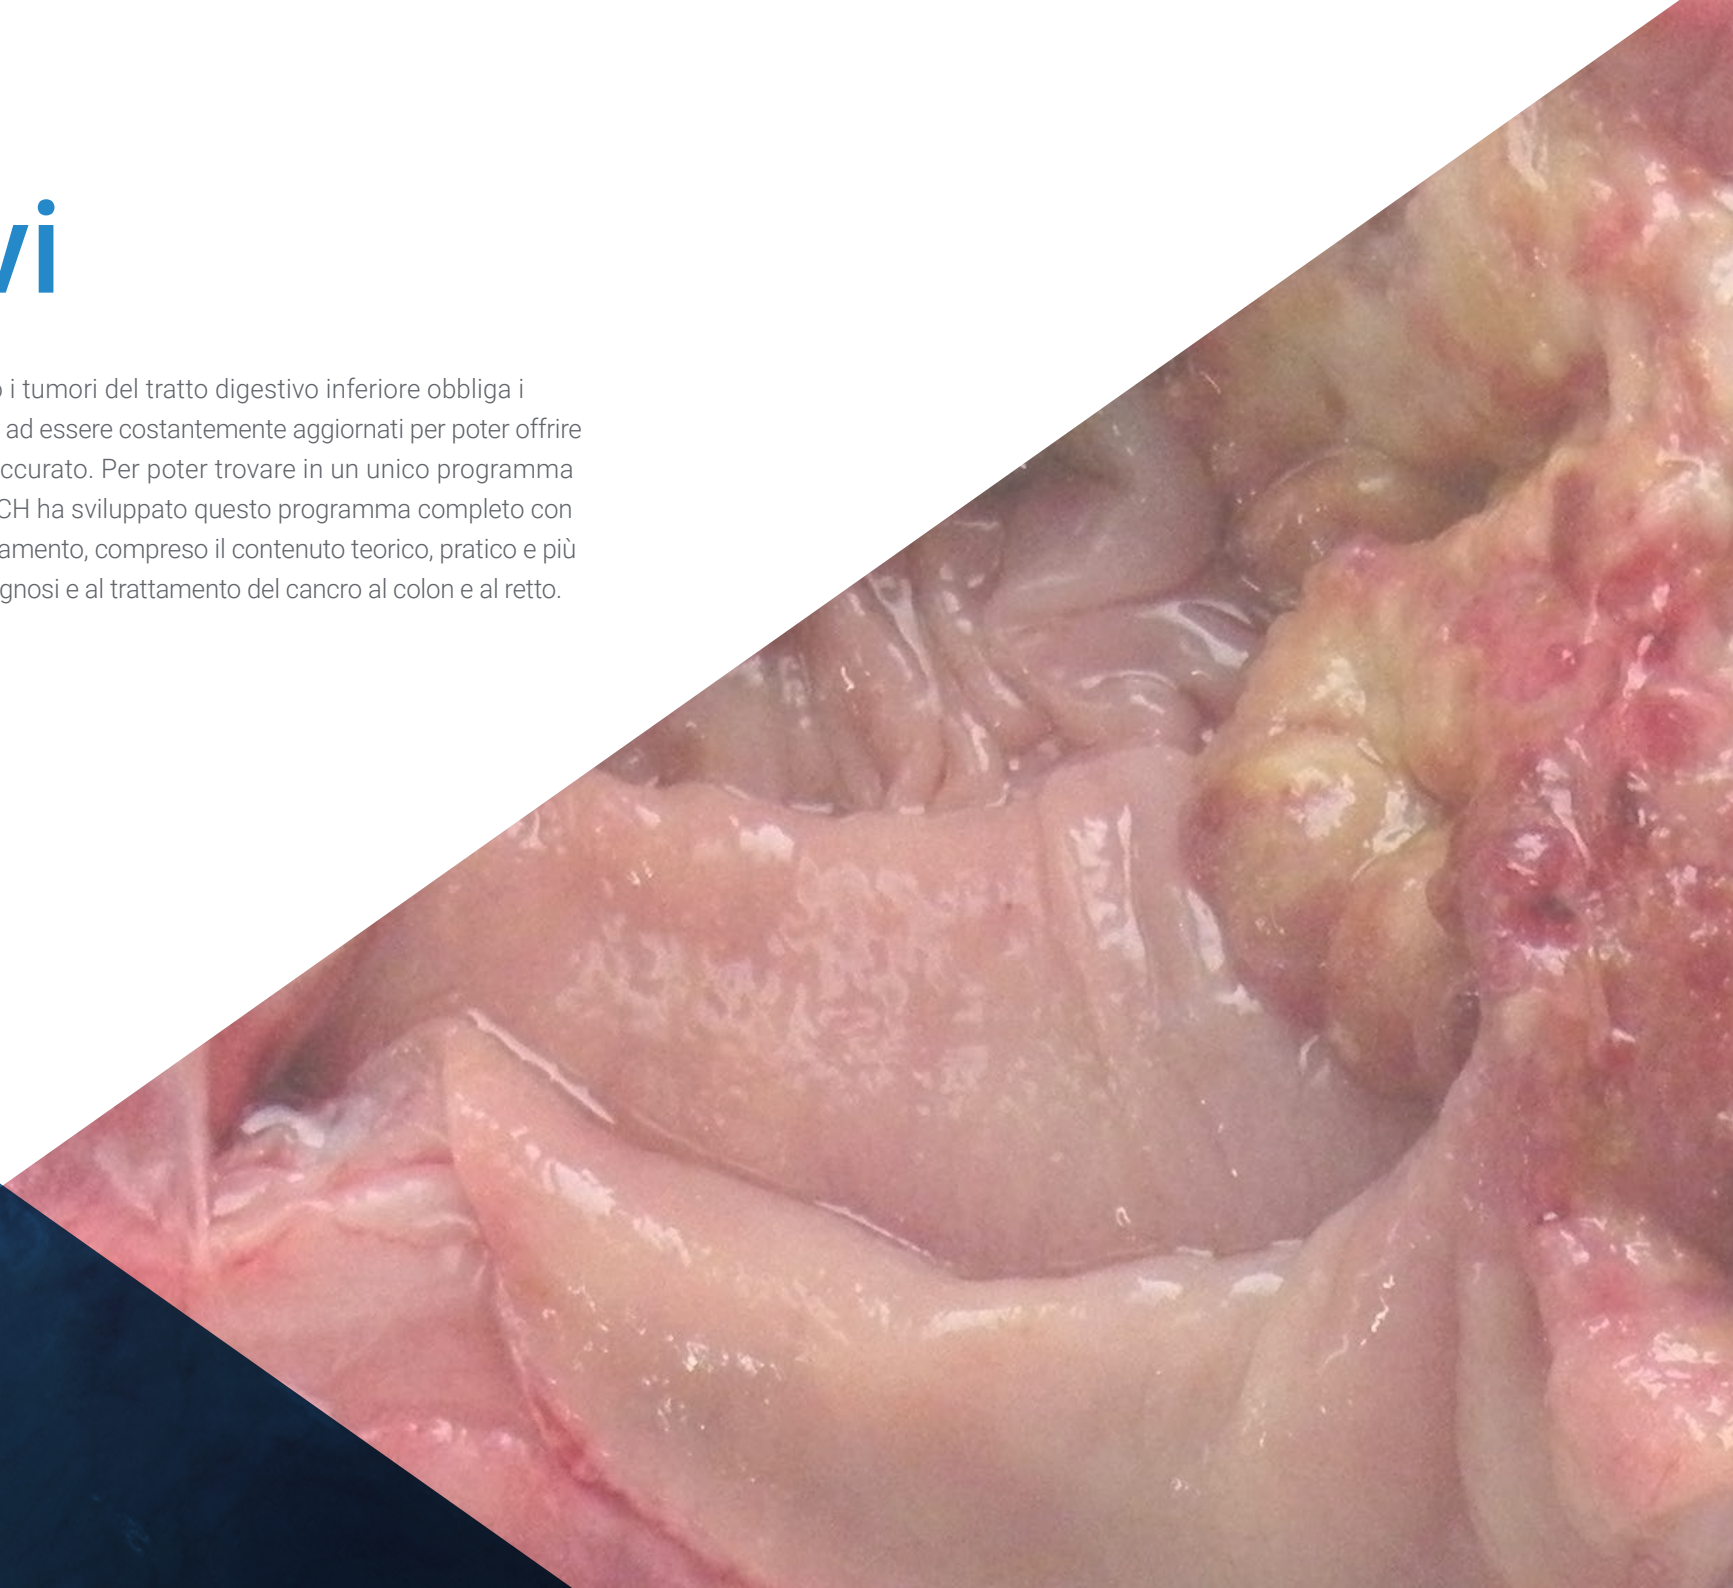 vi
o i tumori del tratto digestivo inferiore obbliga i
ad essere costantemente aggiornati per poter offrire
ccurato. Per poter trovare in un unico programma
CH ha sviluppato questo programma completo con
amento, compreso il contenuto teorico, pratico e più
gnosi e al trattamento del cancro al colon e al retto.